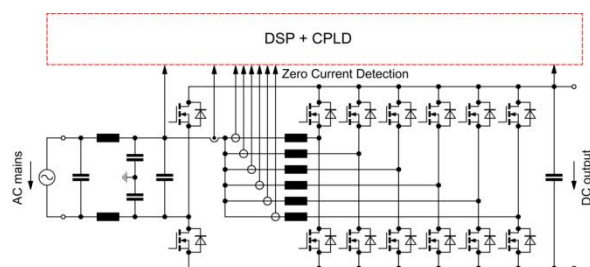 DSP + CPLD
Zero Current Detection
AC mains
DC output